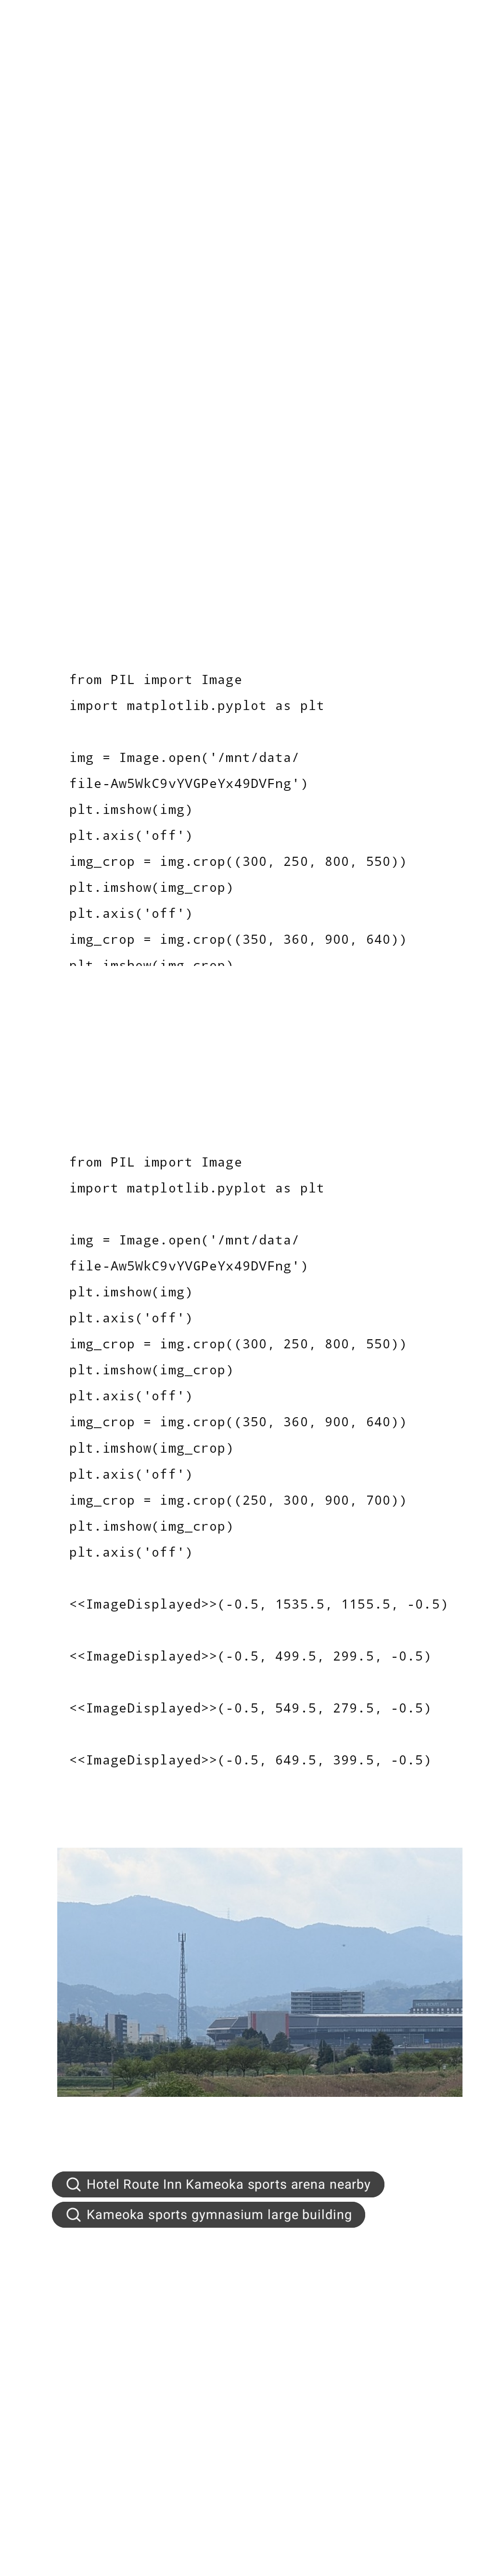 from PIL import Image
import matplotlib.pyplot as plt
img = Image.open('/mnt/data/
file-Aw5WkC9vYVGPeYx49DVFng')
plt.imshow(img)
plt.axis('off')
img_crop = img.crop((300, 250, 800, 550))
plt.imshow(img_crop)
plt.axis('off')
img_crop = img.crop((350, 360, 900, 640))
plt.imshow(img_crop)
from PIL import Image
import matplotlib.pyplot as plt
img = Image.open('/mnt/data/
file-Aw5WkC9vYVGPeYx49DVFng')
plt.imshow(img)
plt.axis('off')
img_crop = img.crop((300, 250, 800, 550))
plt.imshow(img_crop)
plt.axis('off')
img_crop = img.crop((350, 360, 900, 640))
plt.imshow(img_crop)
plt.axis('off')
img_crop = img.crop((250, 300, 900, 700))
plt.imshow(img_crop)
plt.axis('off')
<<ImageDisplayed>>(-0.5, 1535.5, 1155.5, -0.5)
<<ImageDisplayed>>(-0.5, 499.5, 299.5, -0.5)
<<ImageDisplayed>>(-0.5, 549.5, 279.5, -0.5)
<<ImageDisplayed>>(-0.5, 649.5, 399.5, -0.5)
Hotel Route Inn Kameoka sports arena nearby
Kameoka sports gymnasium large building